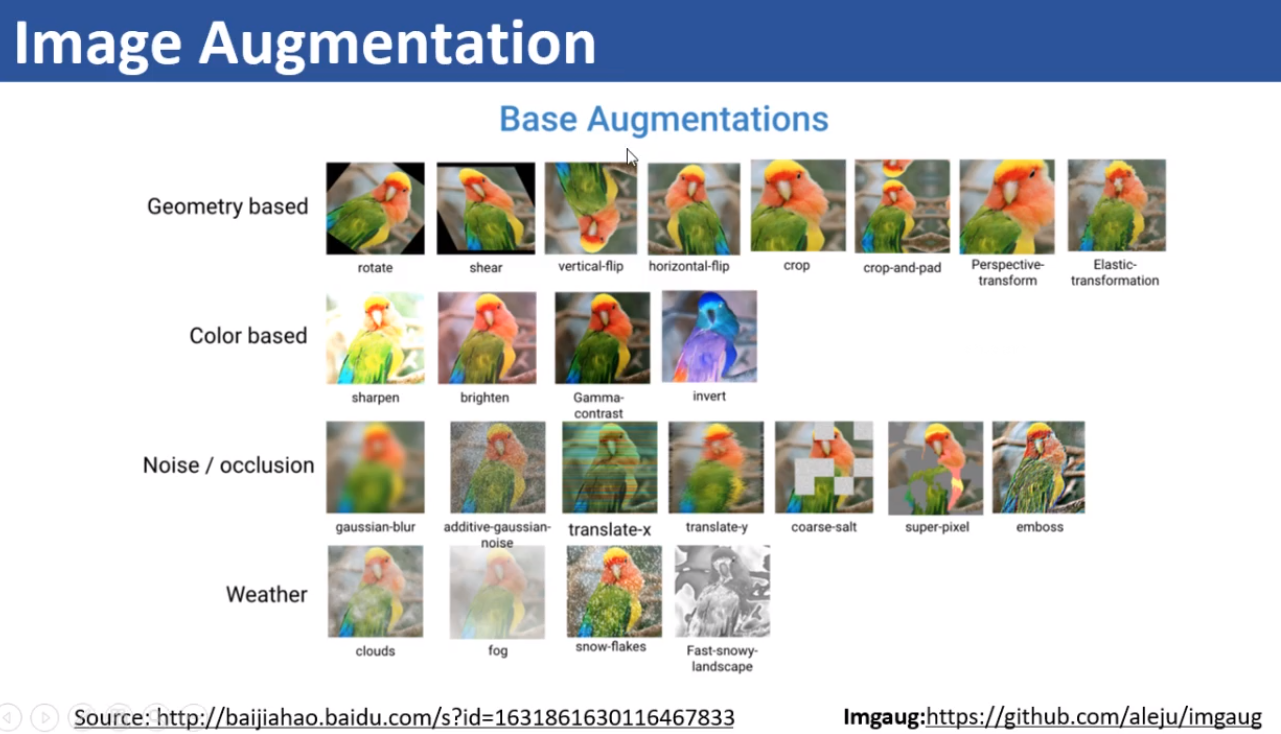 Image Augmentation
Base Augmentations
Geometry based
rotate
shear
vertical-flip
horizontal-flip
crop
crop-and-pad
Perspective-
transform
Elastic-
transformation
Color based
sharpen
brighten
Gamma-
contrast
invert
Noise / occlusion
gaussian-blur
additive-gaussian-
noise
translate-x
translate-y
coarse-salt
super-pixel
emboss
Weather
clouds
fog
snow-flakes
Fast-snowy-
landscape
Source: http://baijiahao.baidu.com/s?id=1631861630116467833
Imgaug:https://github.com/aleju/imgaug